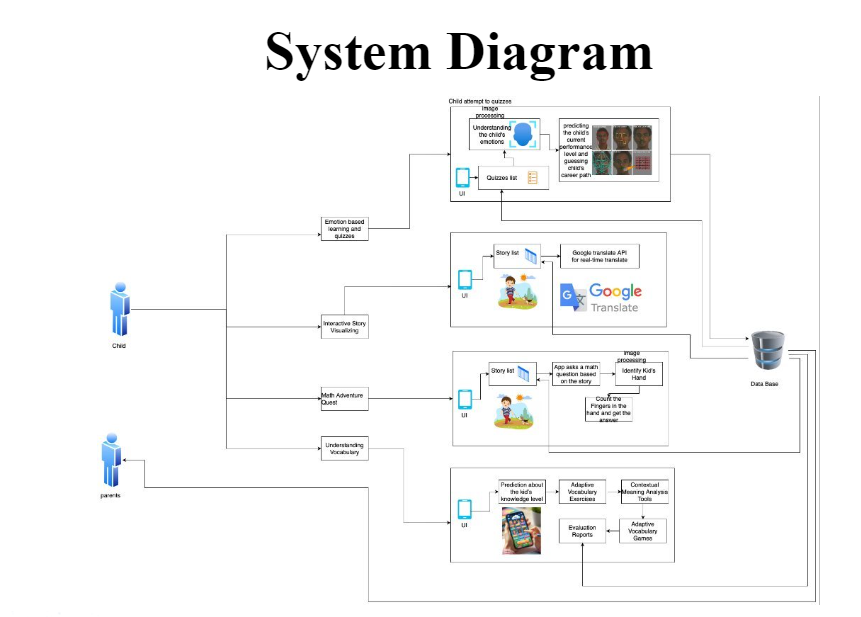 System Diagram
Child attempt to quizzes
Image
processing
Understanding
the child's
emotions
predicting
the child's
current
performance
level and
guessing
child's
career path
UI
Quizzes list
Emotion based
learning and
quizzes
Story list
Google translate API
for real-time translate
UI
Google
Translate
G
文
Child
Interactive Story
Visualizing
Data Base
Image
processing
Story list
App asks a math
question based
on the story
Identify Kid's
Hand
UI
Count the
Fingers in the
hand and get the
answer
Math Adventure
Quest
Understanding
Vocabulary
parents
Prediction about
the kid's
knowledge level
Adaptive
Vocabulary
Exercises
Contextual
Meaning Analysis
Tools
UI
Evaluation
Reports
Adaptive
Vocabulary
Games